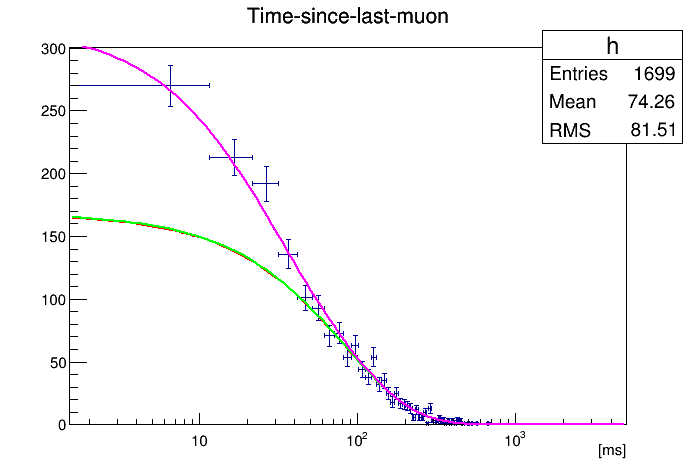 Time-since-last-muon
h
Entries 1699
Mean 74.26
RMS 81.51
300
250
200
150
100
50
0
10 10² 10³
[ms]